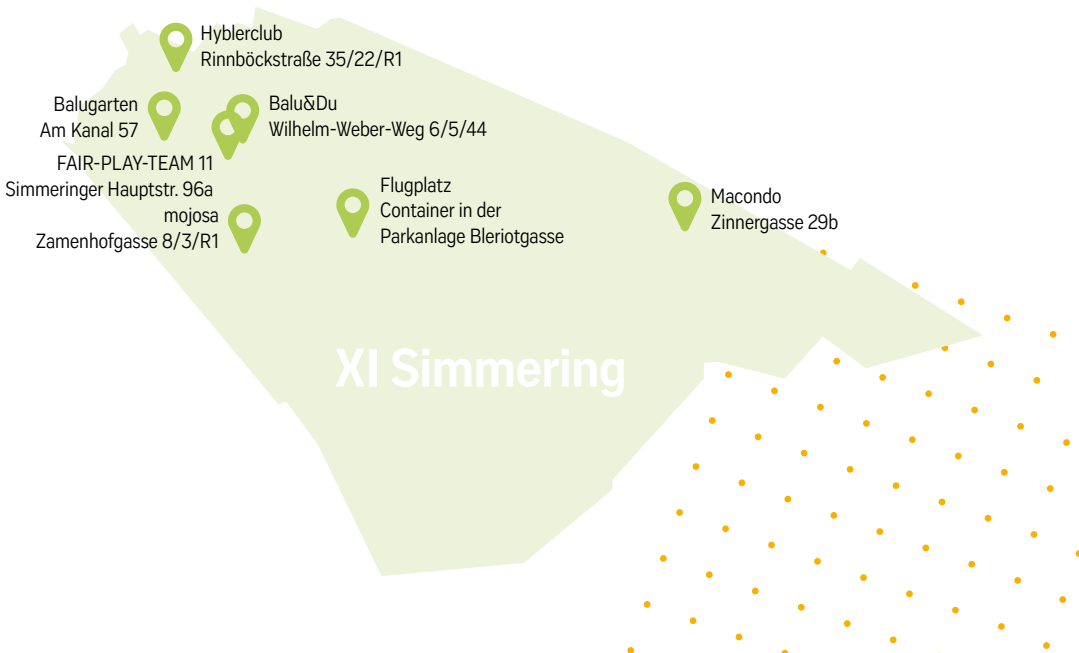 Hyblerclub
Rinnböckstraße 35/22/R1
Balugarten
Am Kanal 57
Balu&Du
Wilhelm-Weber-Weg 6/5/44
FAIR-PLAY-TEAM 11
Simmeringer Hauptstr. 96a
mojosa
Zamenhofgasse 8/3/R1
Flugplatz
Container in der
Parkanlage Bleriotgasse
Macondo
Zinnergasse 29b
XI Simmering